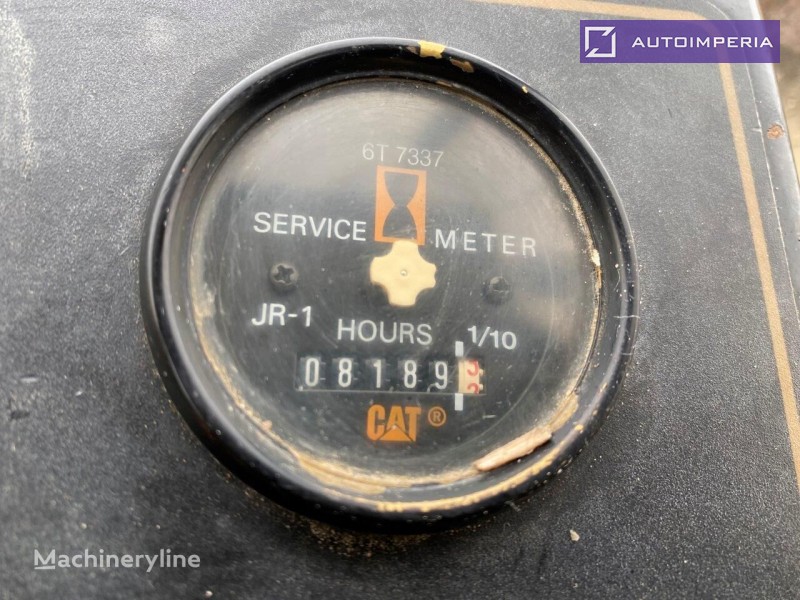 AUTOIMPERIA
6T 7337
SERVICE METER
JR-1 HOURS 1/10
08189
CAT®
Machineryline